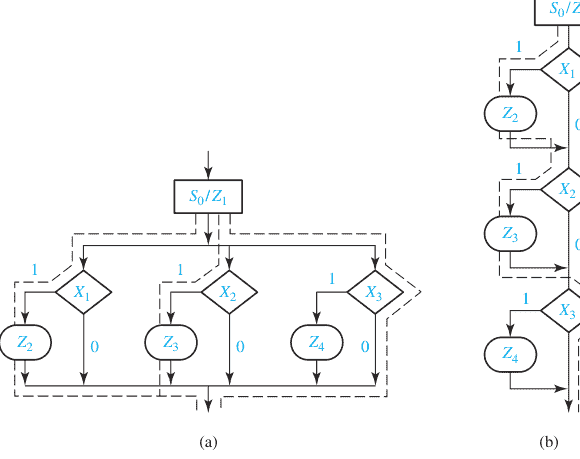 S₀/Z₁
1 X₁ 1 X₂ 1 X₃
Z₂ 0 Z₃ 0 Z₄ 0
(a)
S₀/Z
1
X₁
Z₂
0
1
X₂
Z₃
0
1
X₃
Z₄
(b)